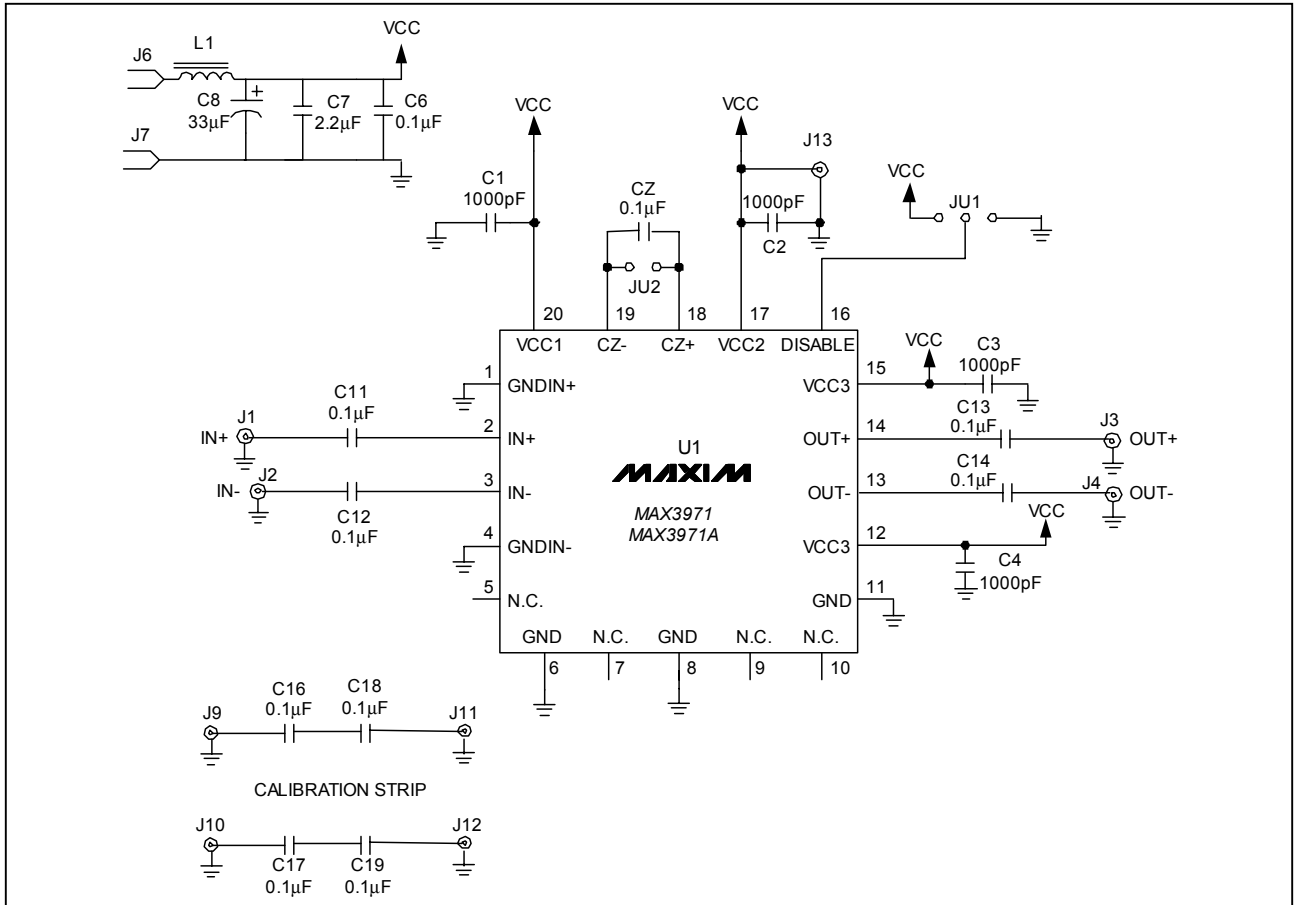 L1
VCC
J6
C8
33µF
+
C7
2.2µF
C6
0.1µF
J7
VCC
C1
1000pF
CZ
0.1µF
JU2
VCC
J13
1000pF
C2
VCC
JU1
20
19
18
17
16
VCC1
CZ-
CZ+
VCC2
DISABLE
1
GNDIN+
2
IN+
3
IN-
4
GNDIN-
5
N.C.
J1
IN+
C11
0.1µF
J2
IN-
C12
0.1µF
U1
MAXIM
MAX3971
MAX3971A
15
VCC3
VCC
C3
1000pF
14
OUT+
C13
0.1µF
J3
OUT+
13
OUT-
C14
0.1µF
J4
OUT-
12
VCC3
VCC
C4
1000pF
11
GND
GND
N.C.
GND
N.C.
N.C.
6
7
8
9
10
J9
C16
0.1µF
C18
0.1µF
J11
CALIBRATION STRIP
J10
C17
0.1µF
C19
0.1µF
J12